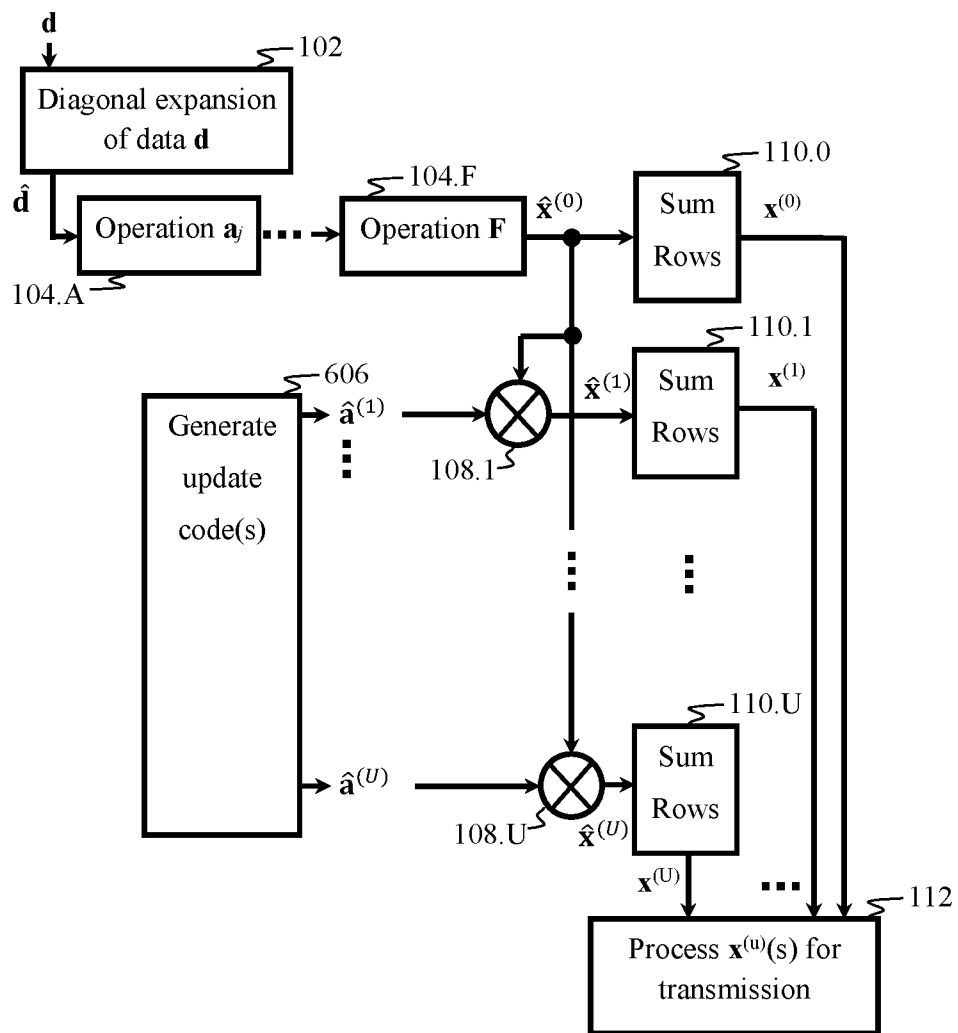 d
102
Diagonal expansion
of data d
d̂
Operation aⱼ
104.A
104.F
Operation F
x̂⁽⁰⁾
110.0
Sum
Rows
x⁽⁰⁾
110.1
Sum
Rows
x⁽¹⁾
606
Generate
update
code(s)
â⁽¹⁾
108.1
x̂⁽¹⁾
110.U
Sum
Rows
â⁽ᵁ⁾
108.U
x̂⁽ᵁ⁾
x⁽ᵁ⁾
112
Process x⁽ᵘ⁾(s) for
transmission